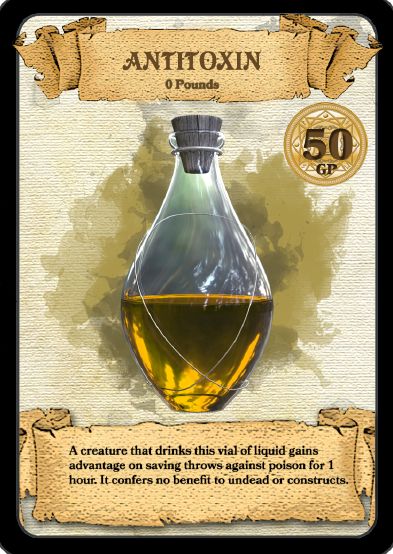 ANTITOXIN
0 Pounds
50
GP
A creature that drinks this vial of liquid gains
advantage on saving throws against poison for 1
hour. It confers no benefit to undead or constructs.